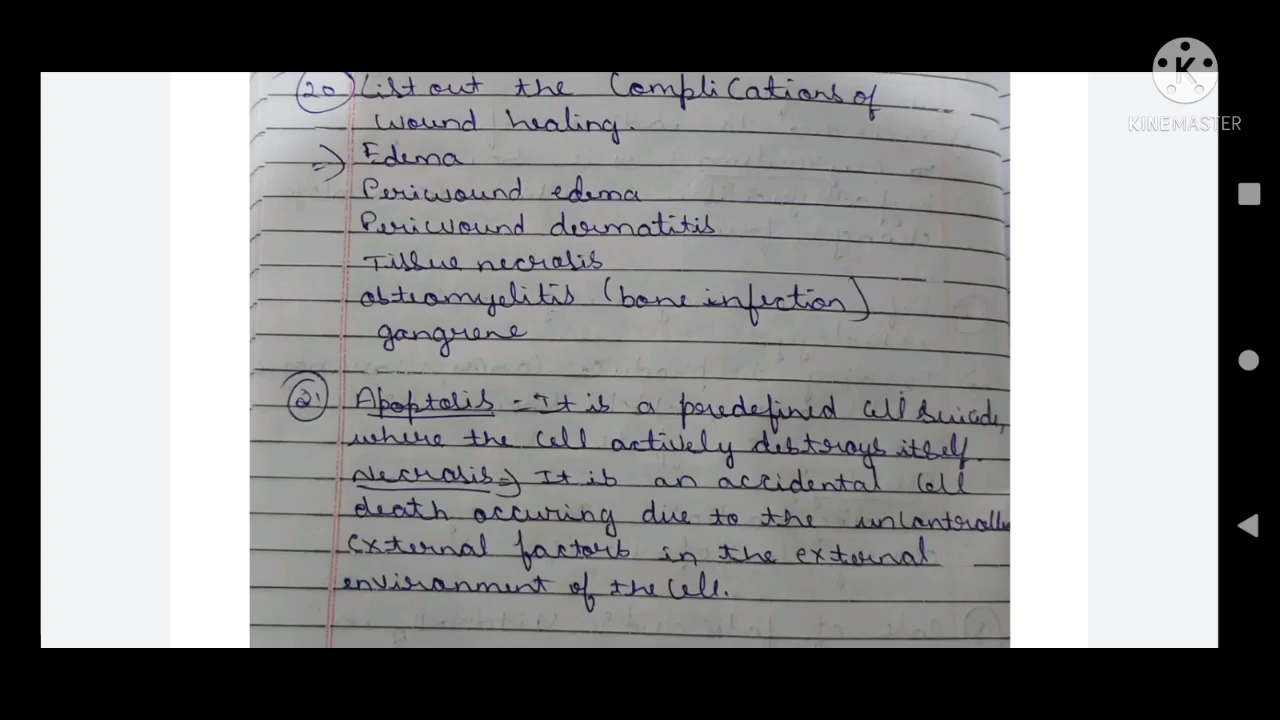 20 List out the Complications of
wound healing.
⇒ Edema
Periwound edema
Periwound dermatitis
Tissue necrosis
osteomyelitis (bone infection)
gangrene
2. Apoptosis - It is a predefined cell suicide,
where the cell actively destroys itself.
Necrosis ⇒ It is an accidental cell
death occuring due to the
external factors in the external
environment of the cell.
K
KINEMASTER